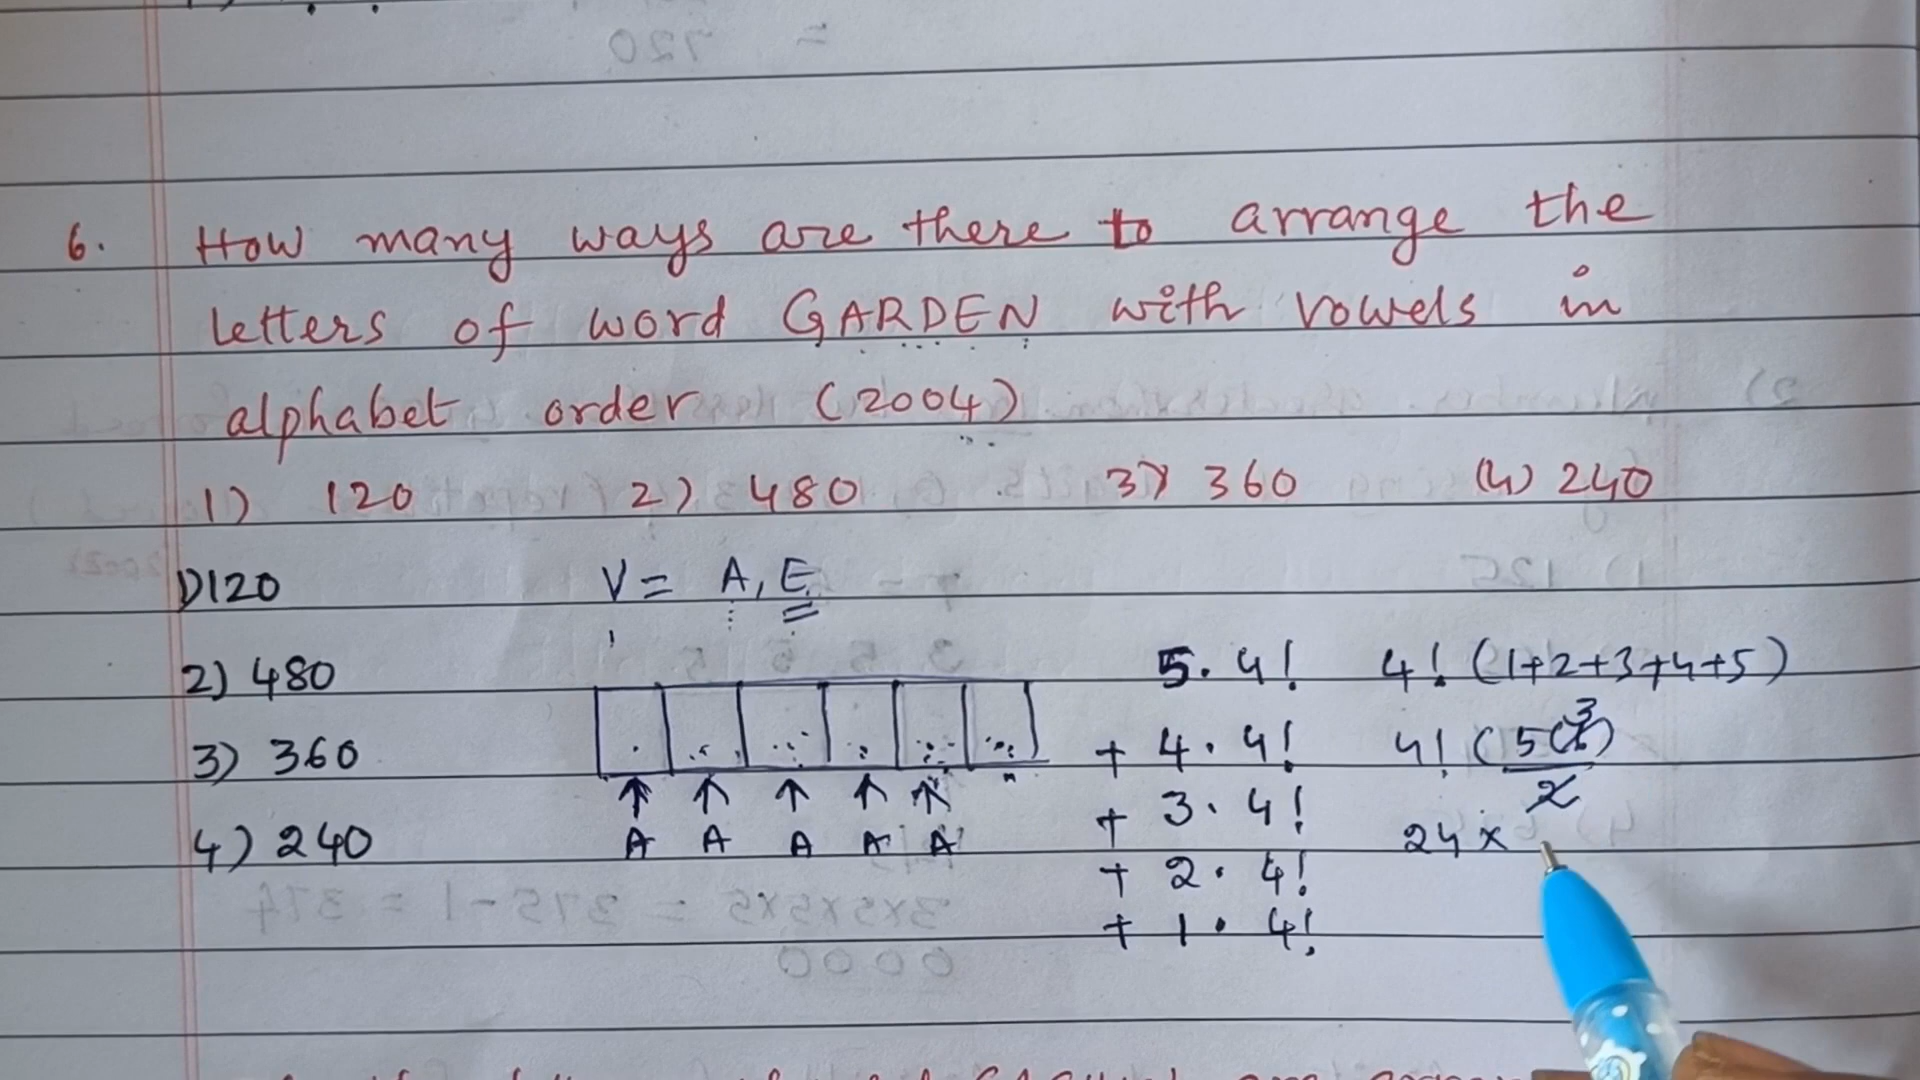 6. How many ways are there to arrange the
letters of word GARDEN with vowels in
alphabet order (2004)
1) 120 2) 480 3) 360 (4) 240
1) 120 V = A, E
2) 480 5. 4! 4! (1+2+3+4+5)
3) 360 + 4. 4! 4! (5(6)/2) 3
A A A A A + 3. 4!
4) 240 24 x
+ 2. 4!
+ 1. 4!